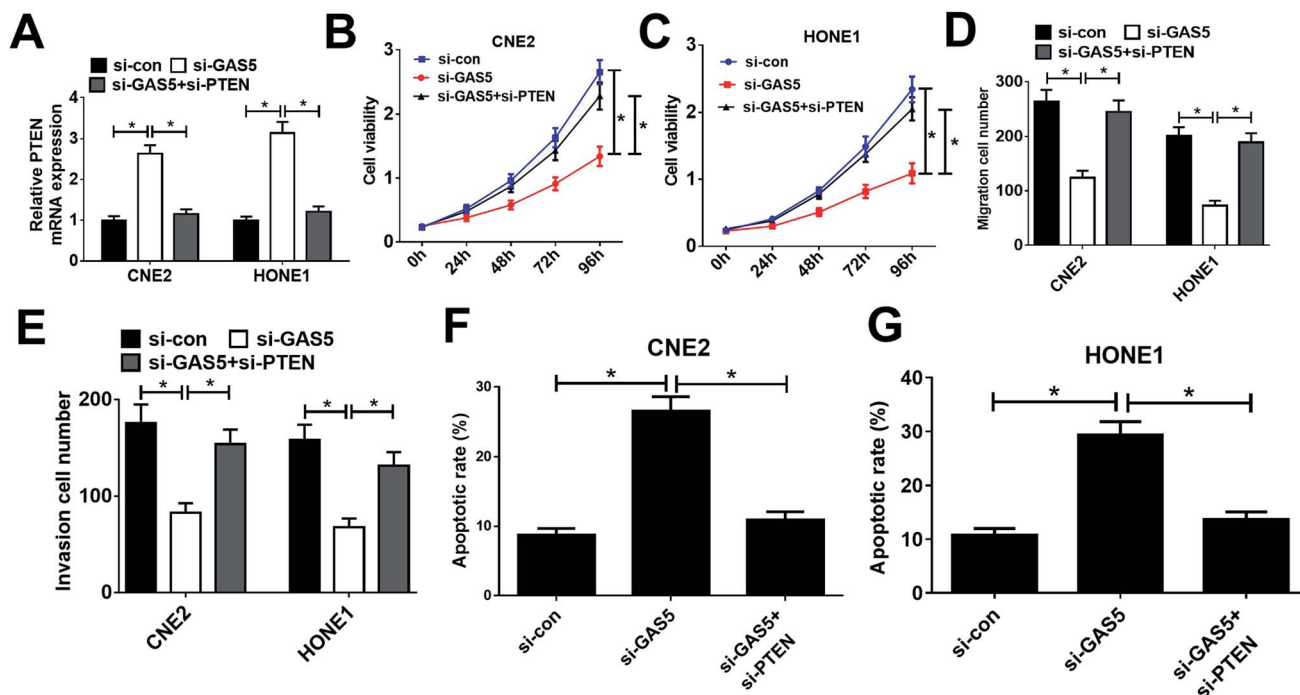 A
si-con si-GAS5
si-GAS5+si-PTEN
Relative PTEN
mRNA expression
4
3
2
1
0
* * * *
CNE2 HONE1
B
CNE2
si-con
si-GAS5
si-GAS5+si-PTEN
Cell viability
3
2
1
0
0h 24h 48h 72h 96h
* *
C
HONE1
si-con
si-GAS5
si-GAS5+si-PTEN
Cell viability
3
2
1
0
0h 24h 48h 72h 96h
* *
D
si-con si-GAS5
si-GAS5+si-PTEN
Migration cell number
300
200
100
0
* * * *
CNE2 HONE1
E
si-con si-GAS5
si-GAS5+si-PTEN
Invasion cell number
200
100
0
* * * *
CNE2 HONE1
F
CNE2
Apoptotic rate (%)
30
20
10
0
* *
si-con si-GAS5 si-GAS5+
si-PTEN
G
HONE1
Apoptotic rate (%)
40
30
20
10
0
* *
si-con si-GAS5 si-GAS5+
si-PTEN